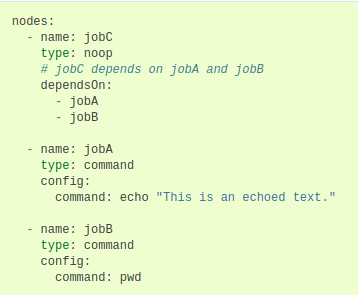 nodes:
  - name: jobC
    type: noop
    # jobC depends on jobA and jobB
    dependsOn:
      - jobA
      - jobB

  - name: jobA
    type: command
    config:
      command: echo "This is an echoed text."

  - name: jobB
    type: command
    config:
      command: pwd